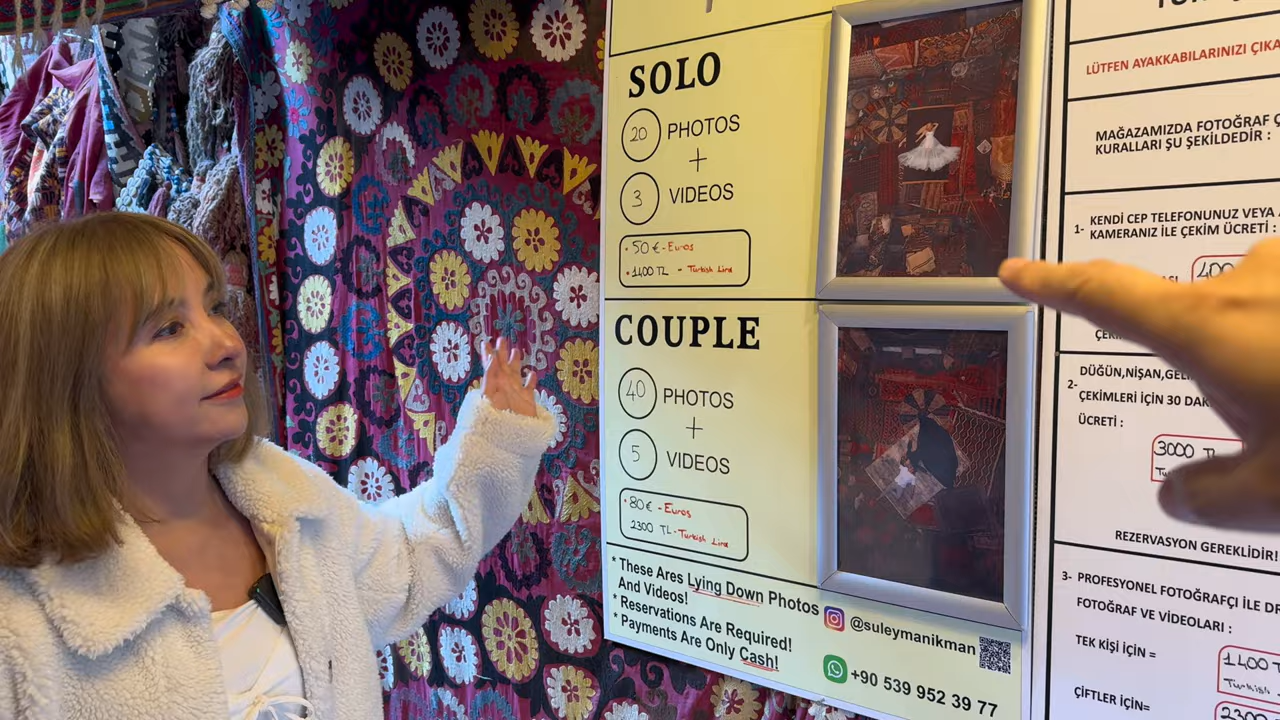 SOLO
20 PHOTOS
+
3 VIDEOS
• 50 € - Euros
• 1400 TL - Turkish Lira
COUPLE
40 PHOTOS
+
5 VIDEOS
• 80 € - Euros
2300 TL - Turkish Lira
* These Ares Lying Down Photos
And Videos!
* Reservations Are Required!
* Payments Are Only Cash!
@suleymanikman
+90 539 952 39 77
LÜTFEN AYAKKABILARINIZI ÇIKA
MAĞAZAMIZDA FOTOĞRAF Ç
KURALLARI ŞU ŞEKİLDEDİR :
1- KENDİ CEP TELEFONUNUZ VEYA
KAMERANIZ İLE ÇEKİM ÜCRETİ :
400
2- DÜĞÜN,NİŞAN,GEL
ÇEKİMLERİ İÇİN 30 DAK
ÜCRETİ :
3000 TL
REZERVASYON GEREKLİDİR!
3- PROFESYONEL FOTOĞRAFÇI İLE DR
FOTOĞRAF VE VİDEOLARI :
TEK KİŞİ İÇİN =
1400 T
Turkish
ÇİFTLER İÇİN=
2300